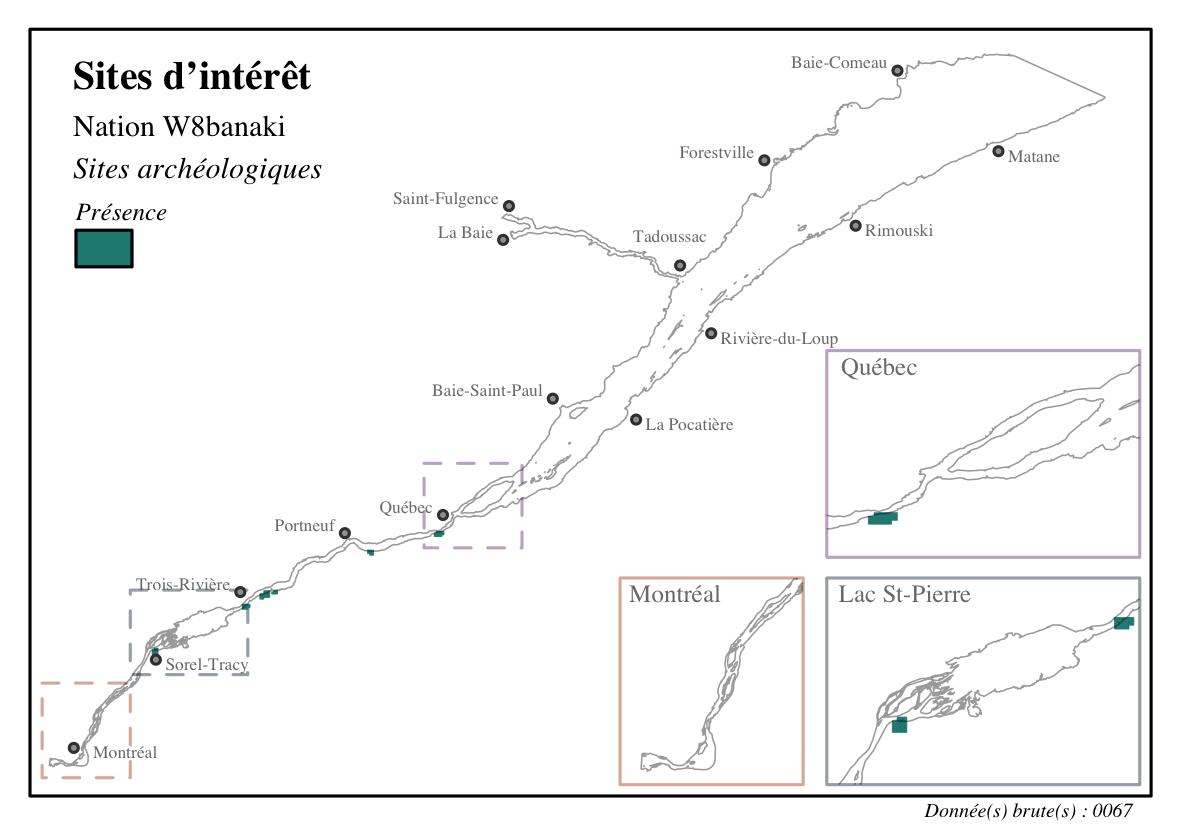 Sites d’intérêt
Nation W8banaki
Sites archéologiques
Présence
Baie-Comeau
Forestville
Matane
Saint-Fulgence
La Baie
Tadoussac
Rimouski
Rivière-du-Loup
Baie-Saint-Paul
La Pocatière
Québec
Portneuf
Trois-Rivière
Sorel-Tracy
Montréal
Québec
Montréal
Lac St-Pierre
Donnée(s) brute(s) : 0067